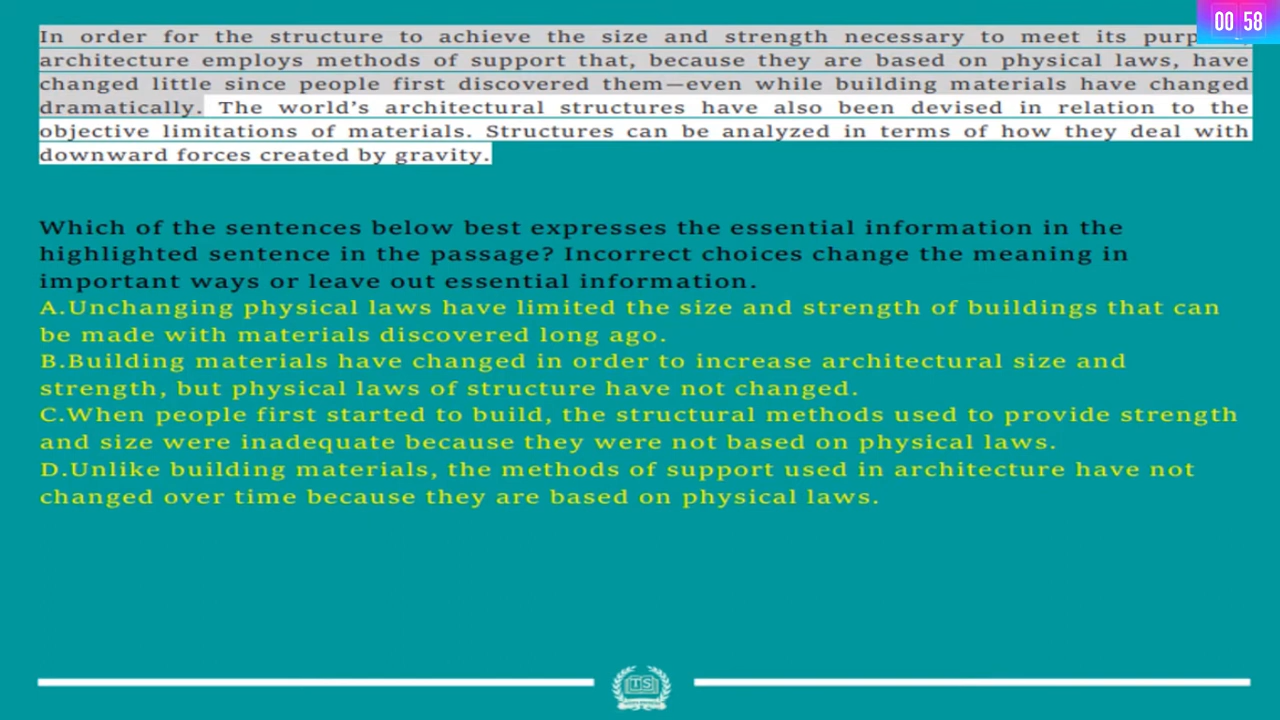 00 58
In order for the structure to achieve the size and strength necessary to meet its
architecture employs methods of support that, because they are based on physical laws, have
changed little since people first discovered them—even while building materials have changed
dramatically. The world's architectural structures have also been devised in relation to the
objective limitations of materials. Structures can be analyzed in terms of how they deal with
downward forces created by gravity.
Which of the sentences below best expresses the essential information in the
highlighted sentence in the passage? Incorrect choices change the meaning in
important ways or leave out essential information.
A.Unchanging physical laws have limited the size and strength of buildings that can
be made with materials discovered long ago.
B.Building materials have changed in order to increase architectural size and
strength, but physical laws of structure have not changed.
C.When people first started to build, the structural methods used to provide strength
and size were inadequate because they were not based on physical laws.
D.Unlike building materials, the methods of support used in architecture have not
changed over time because they are based on physical laws.
TS